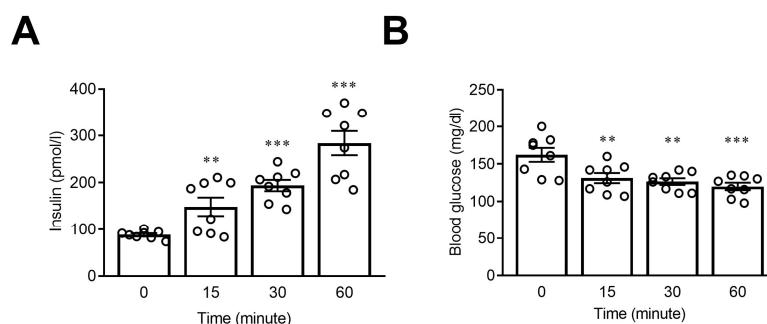 A
Insulin (pmol/l)
400
300
200
100
0
**
***
***
0 15 30 60
Time (minute)
B
Blood glucose (mg/dl)
250
200
150
100
50
0
**
**
***
0 15 30 60
Time (minute)